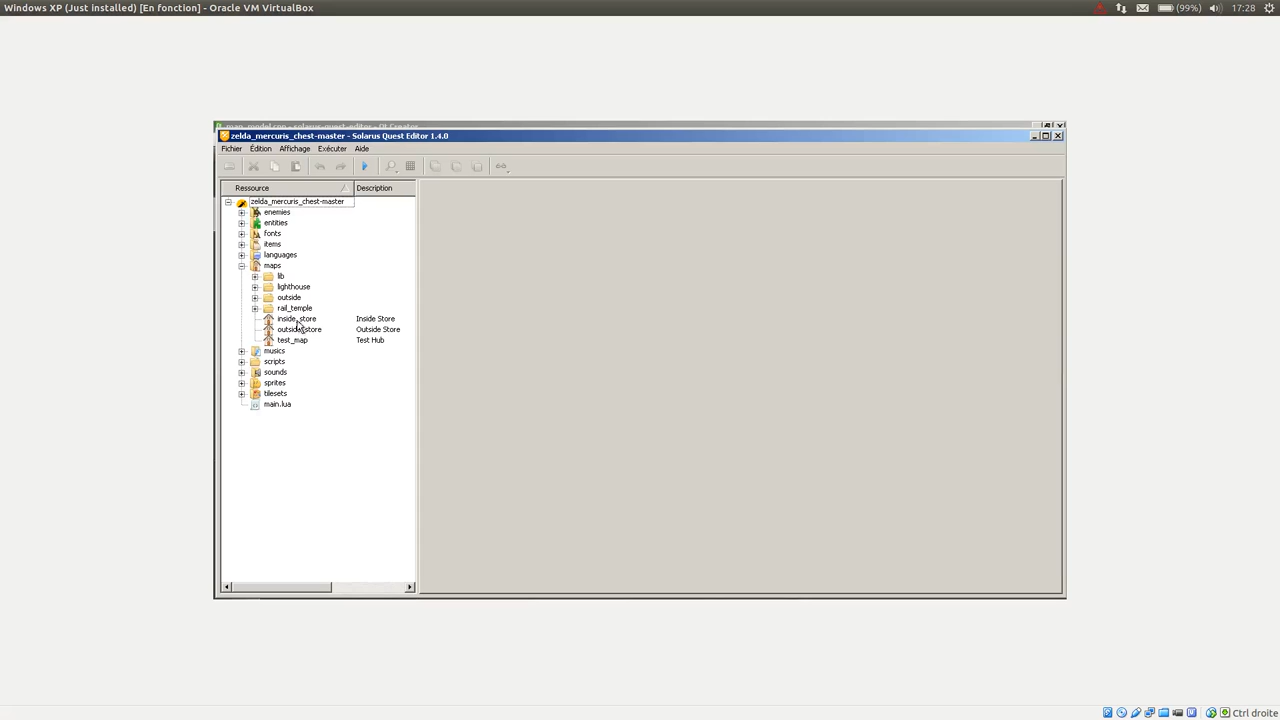 Windows XP (Just installed) [En fonction] - Oracle VM VirtualBox
(99%)
17:28
zelda_mercuris_chest-master - Solarus Quest Editor 1.4.0
Fichier Édition Affichage Exécuter Aide
Ressource Description
zelda_mercuris_chest-master
enemies
entities
fonts
items
languages
maps
lib
lighthouse
outside
rail_temple
inside_store Inside Store
outside_store Outside Store
test_map Test Hub
musics
scripts
sounds
sprites
tilesets
main.lua
Ctrl droite